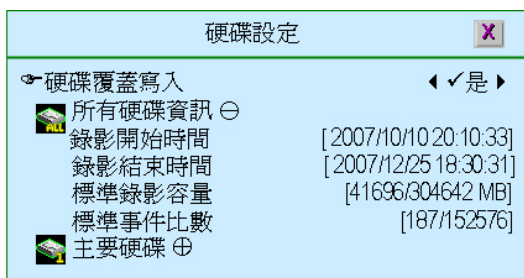 硬碟設定 X
硬碟覆蓋寫入 ✓是
所有硬碟資訊 ⊖
錄影開始時間 [2007/10/10 20:10:33]
錄影結束時間 [2007/12/25 18:30:31]
標準錄影容量 [41696/304642 MB]
標準事件比數 [187/152576]
主要硬碟 ⊕
ALL
1